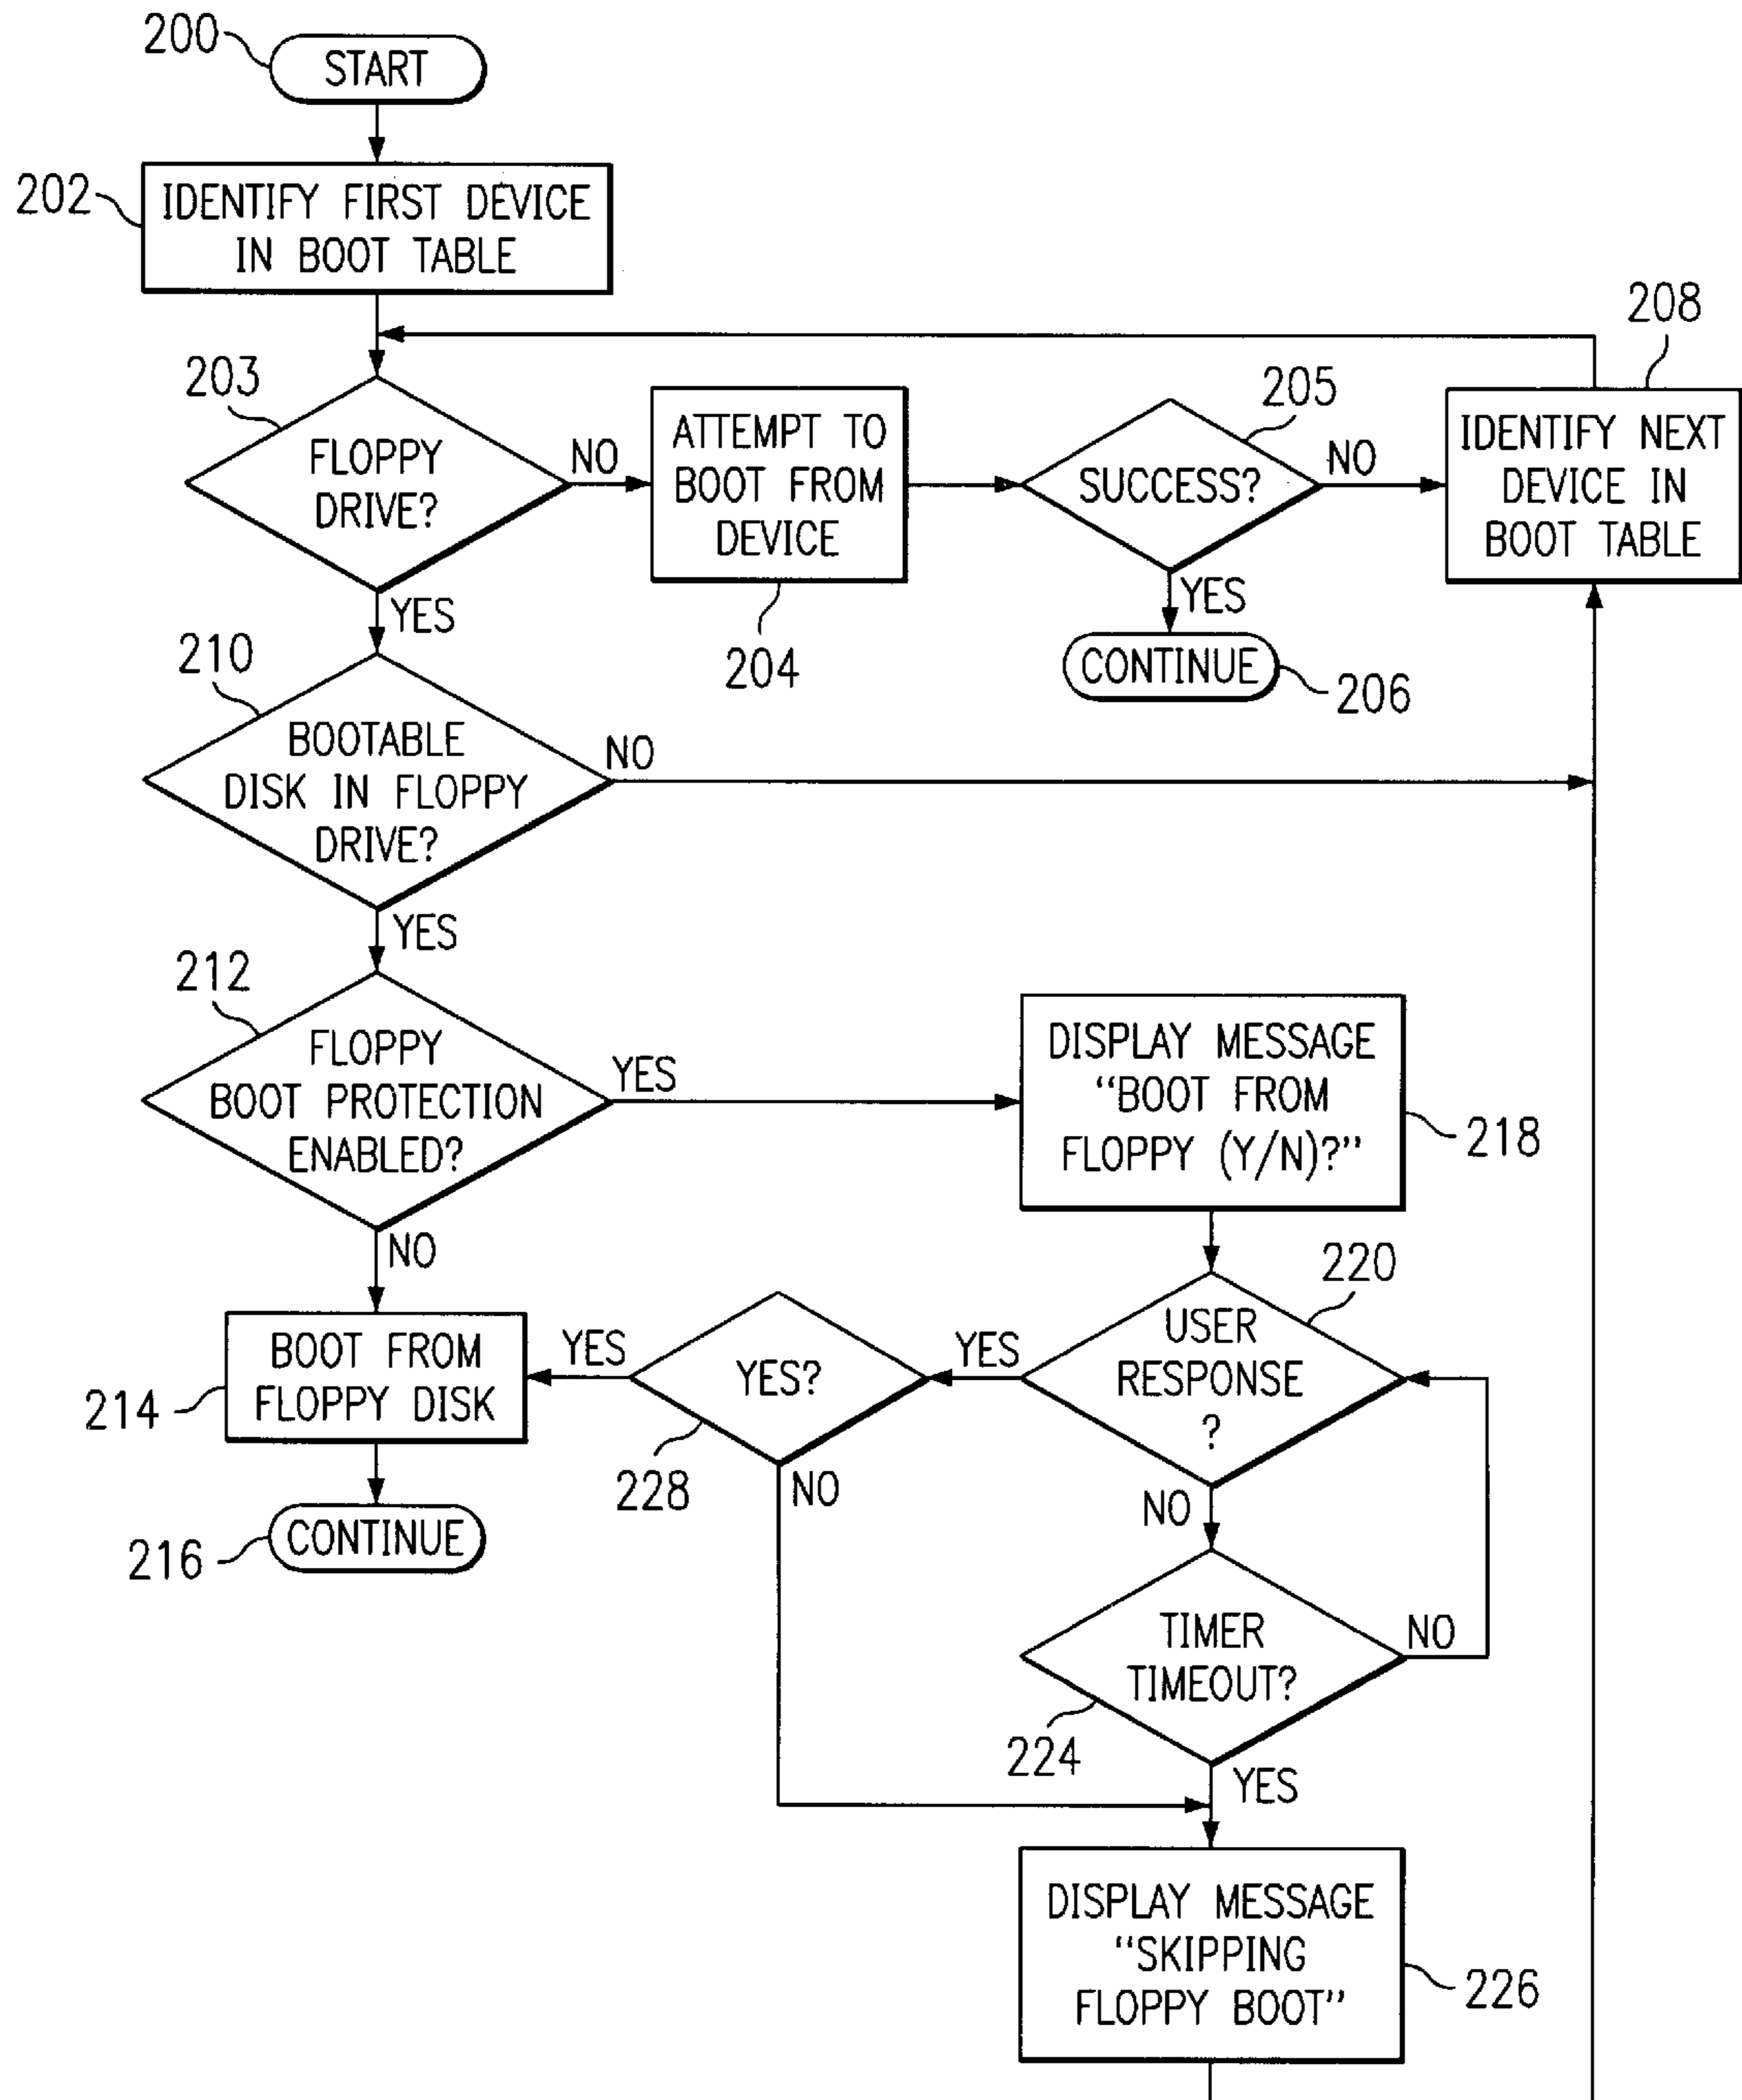 200
START
202
IDENTIFY FIRST DEVICE
IN BOOT TABLE
208
203
FLOPPY
DRIVE?
NO
ATTEMPT TO
BOOT FROM
DEVICE
204
205
SUCCESS?
NO
IDENTIFY NEXT
DEVICE IN
BOOT TABLE
YES
YES
CONTINUE
206
210
BOOTABLE
DISK IN FLOPPY
DRIVE?
NO
YES
212
FLOPPY
BOOT PROTECTION
ENABLED?
YES
DISPLAY MESSAGE
“BOOT FROM
FLOPPY (Y/N)?”
218
NO
220
USER
RESPONSE
?
YES
YES?
228
YES
BOOT FROM
FLOPPY DISK
214
NO
NO
CONTINUE
216
TIMER
TIMEOUT?
NO
224
YES
DISPLAY MESSAGE
“SKIPPING
FLOPPY BOOT”
226